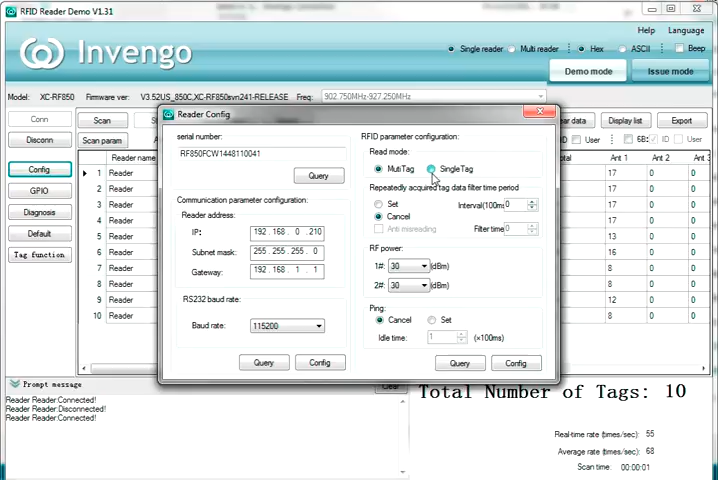 RFID Reader Demo V1.31
Help Language
Invengo
Single reader Multi reader Hex ASCII Beep
Demo mode Issue mode
Model: XC-RF850 Firmware ver: V3.52US_850C,XC-RF850svn241-RELEASE Freq: 902.750MHz-927.250MHz
Conn
Disconn
Config
GPIO
Diagnosis
Default
Tag function
Scan
Scan param
ear data Display list Export
ID User 6B: ID User
Reader name otal Ant 1 Ant 2 Ant 3
1 Reader 17 0 0
2 Reader 17 0 0
3 Reader 17 0 0
4 Reader 17 0 0
5 Reader 13 0 0
6 Reader 16 0 0
7 Reader 8 0 0
8 Reader 8 0 0
9 Reader 12 0 0
10 Reader 8 0 0
Reader Config
serial number:
RF850FCW1448110041
Query
Communication parameter configuration:
Reader address:
IP: 192 . 168 . 0 . 210
Subnet mask: 255 . 255 . 255 . 0
Gateway: 192 . 168 . 1 . 1
RS232 baud rate:
Baud rate: 115200
Query Config
RFID parameter configuration:
Read mode:
MutiTag SingleTag
Repeatedly acquired tag data filter time period
Set Interval(100ms 0
Cancel
Anti misreading Filter time 0
RF power:
1#: 30 (dBm)
2#: 30 (dBm)
Ping:
Cancel Set
Idle time: 1 (×100ms)
Query Config
Prompt message
Clear
Reader Reader:Connected!
Reader Reader:Disconnected!
Reader Reader:Connected!
Total Number of Tags: 10
Real-time rate (times/sec): 55
Average rate (times/sec): 68
Scan time: 00:00:01